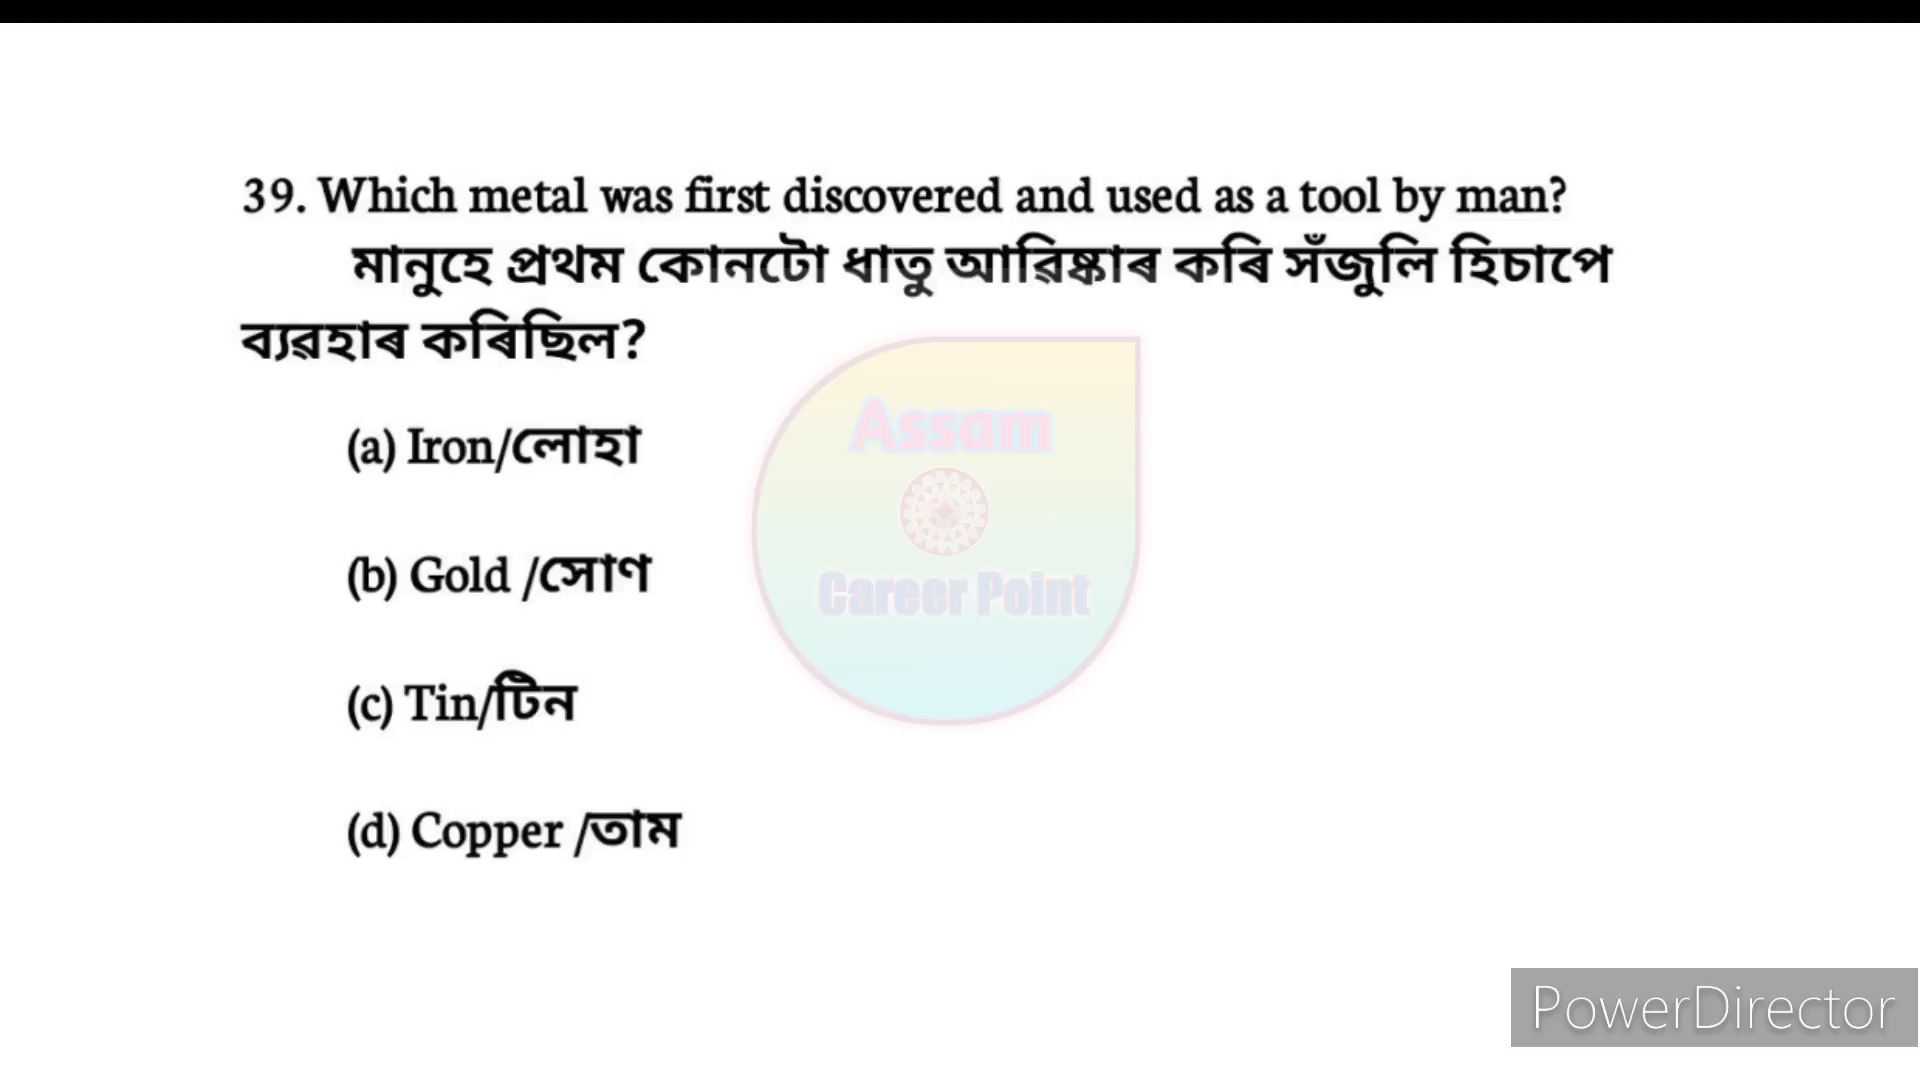 39. Which metal was first discovered and used as a tool by man?
মানুহে প্ৰথম কোনটো ধাতু আৱিষ্কাৰ কৰি সঁজুলি হিচাপে
ব্যৱহাৰ কৰিছিল?
(a) Iron/লোহা
Assam
(b) Gold /সোণ
Career Point
(c) Tin/টিন
(d) Copper /তাম
PowerDirector